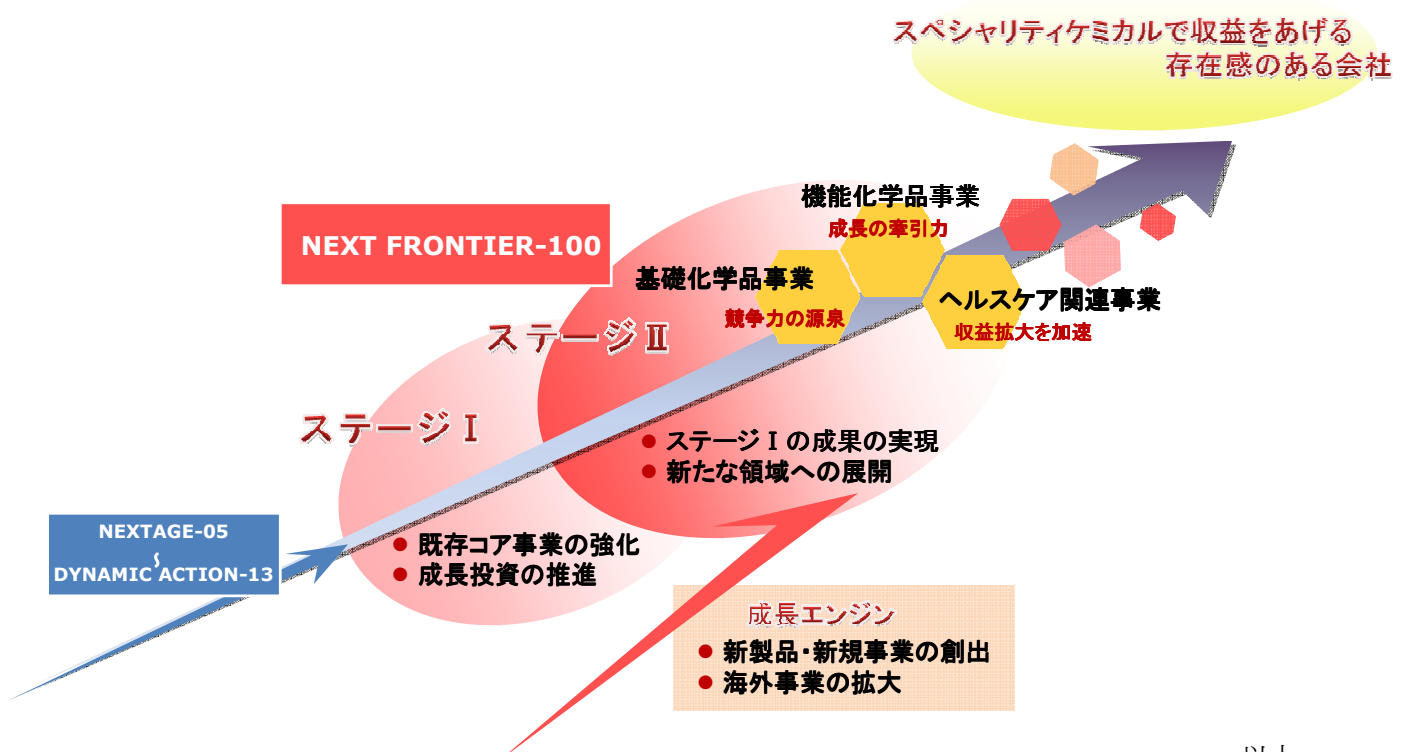 スペシャリティケミカルで収益をあげる
存在感のある会社
機能化学品事業
成長の牽引力
NEXT FRONTIER-100
基礎化学品事業
競争力の源泉
ヘルスケア関連事業
収益拡大を加速
ステージⅡ
ステージⅠ
● ステージⅠの成果の実現
● 新たな領域への展開
NEXTAGE-05
~
DYNAMIC ACTION-13
● 既存コア事業の強化
● 成長投資の推進
成長エンジン
● 新製品・新規事業の創出
● 海外事業の拡大